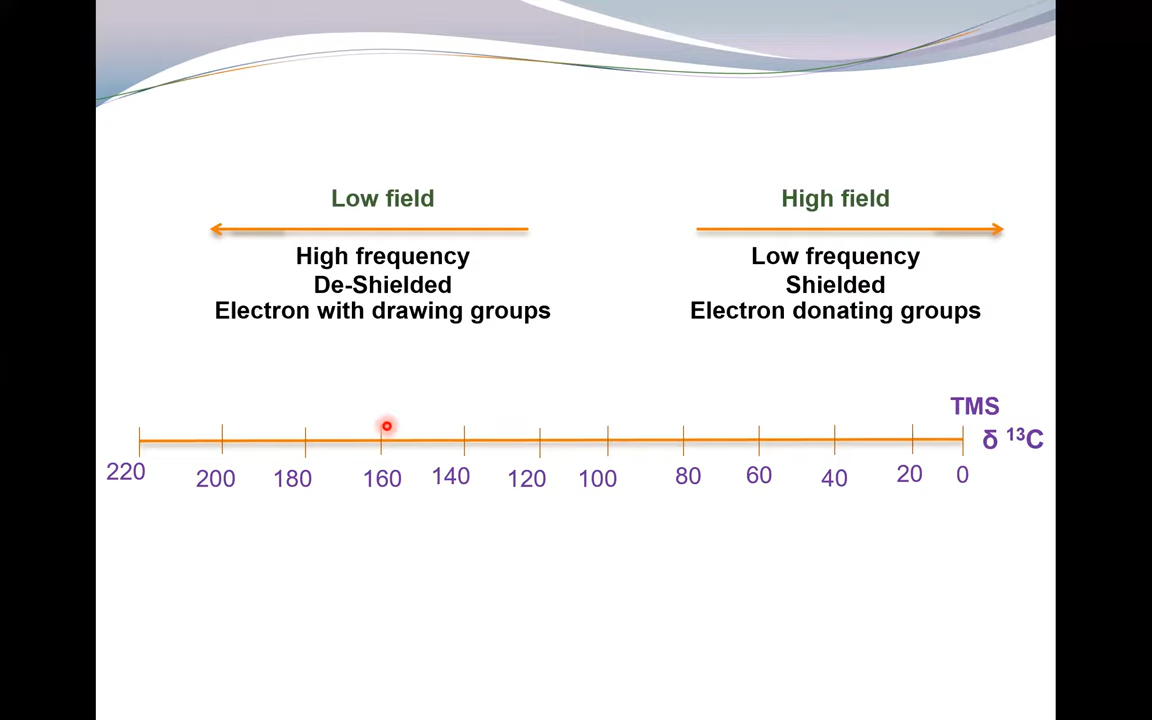 Low field
High frequency
De-Shielded
Electron with drawing groups
High field
Low frequency
Shielded
Electron donating groups
TMS
δ ¹³C
220 200 180 160 140 120 100 80 60 40 20 0